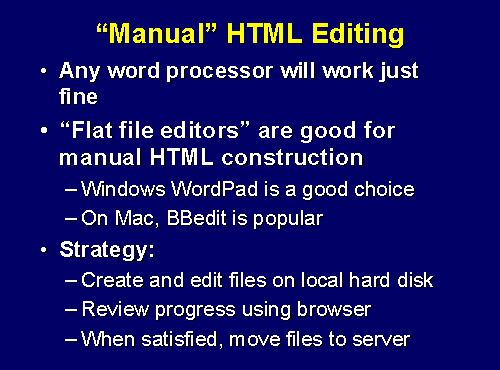 “Manual” HTML Editing
• Any word processor will work just
fine
• “Flat file editors” are good for
manual HTML construction
– Windows WordPad is a good choice
– On Mac, BBedit is popular
• Strategy:
– Create and edit files on local hard disk
– Review progress using browser
– When satisfied, move files to server